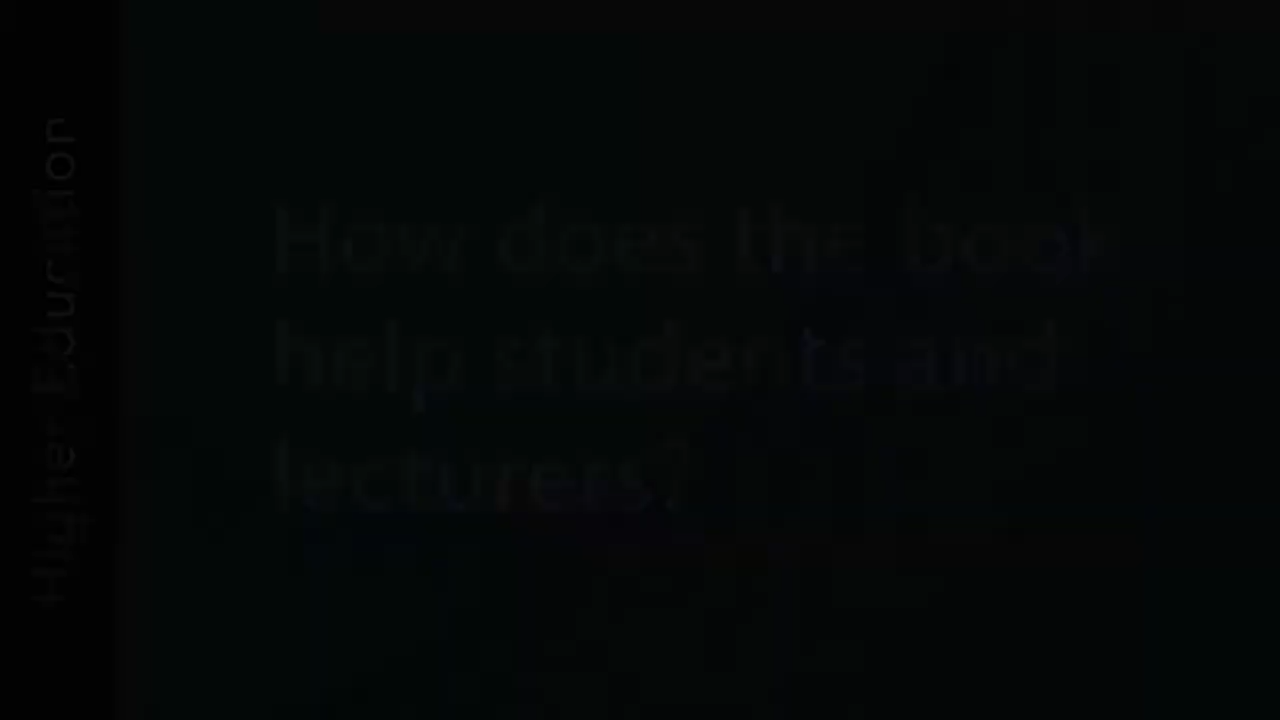 Higher Education
How does the book
help students and
lecturers?